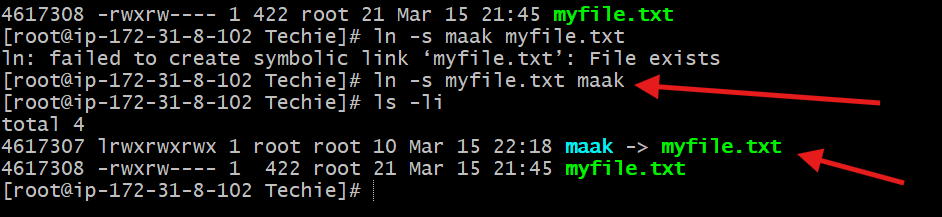 4617308 -rwxrw---- 1 422 root 21 Mar 15 21:45 myfile.txt
[root@ip-172-31-8-102 Techie]# ln -s maak myfile.txt
ln: failed to create symbolic link ‘myfile.txt’: File exists
[root@ip-172-31-8-102 Techie]# ln -s myfile.txt maak
[root@ip-172-31-8-102 Techie]# ls -li
total 4
4617307 lrwxrwxrwx 1 root root 10 Mar 15 22:18 maak -> myfile.txt
4617308 -rwxrw---- 1  422 root 21 Mar 15 21:45 myfile.txt
[root@ip-172-31-8-102 Techie]#